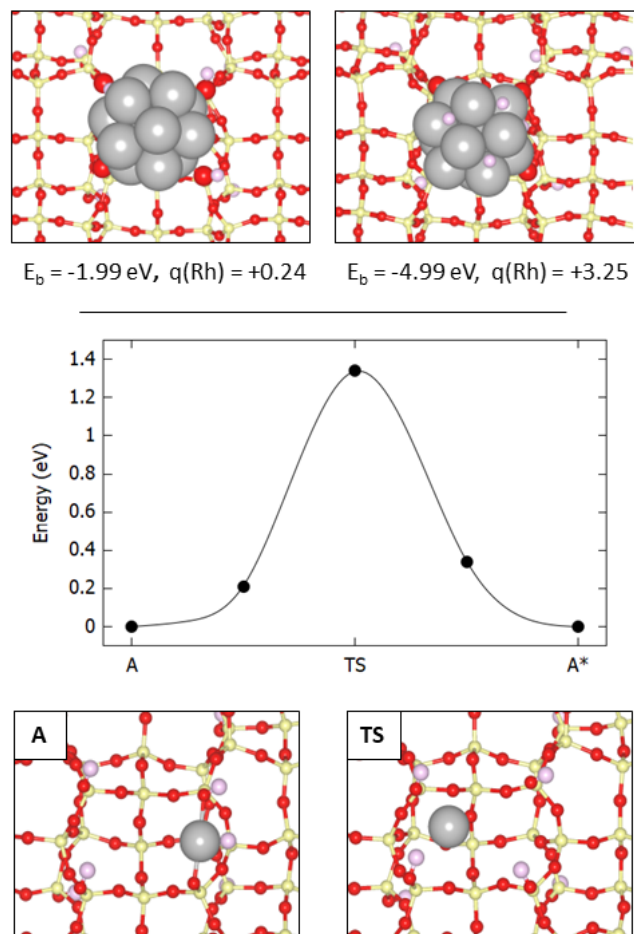 E_b = -1.99 eV, q(Rh) = +0.24
E_b = -4.99 eV, q(Rh) = +3.25
1.4
1.2
1
0.8
0.6
0.4
0.2
0
Energy (eV)
A
TS
A*
A
TS